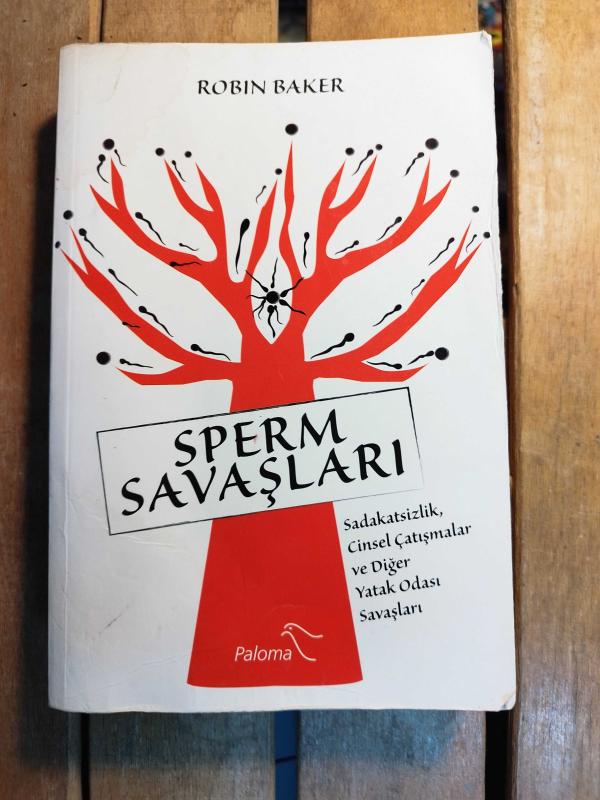 ROBIN BAKER
SPERM
SAVAŞLARI
Sadakatsizlik,
Cinsel Çatışmalar
ve Diğer
Yatak Odası
Savaşları
Paloma